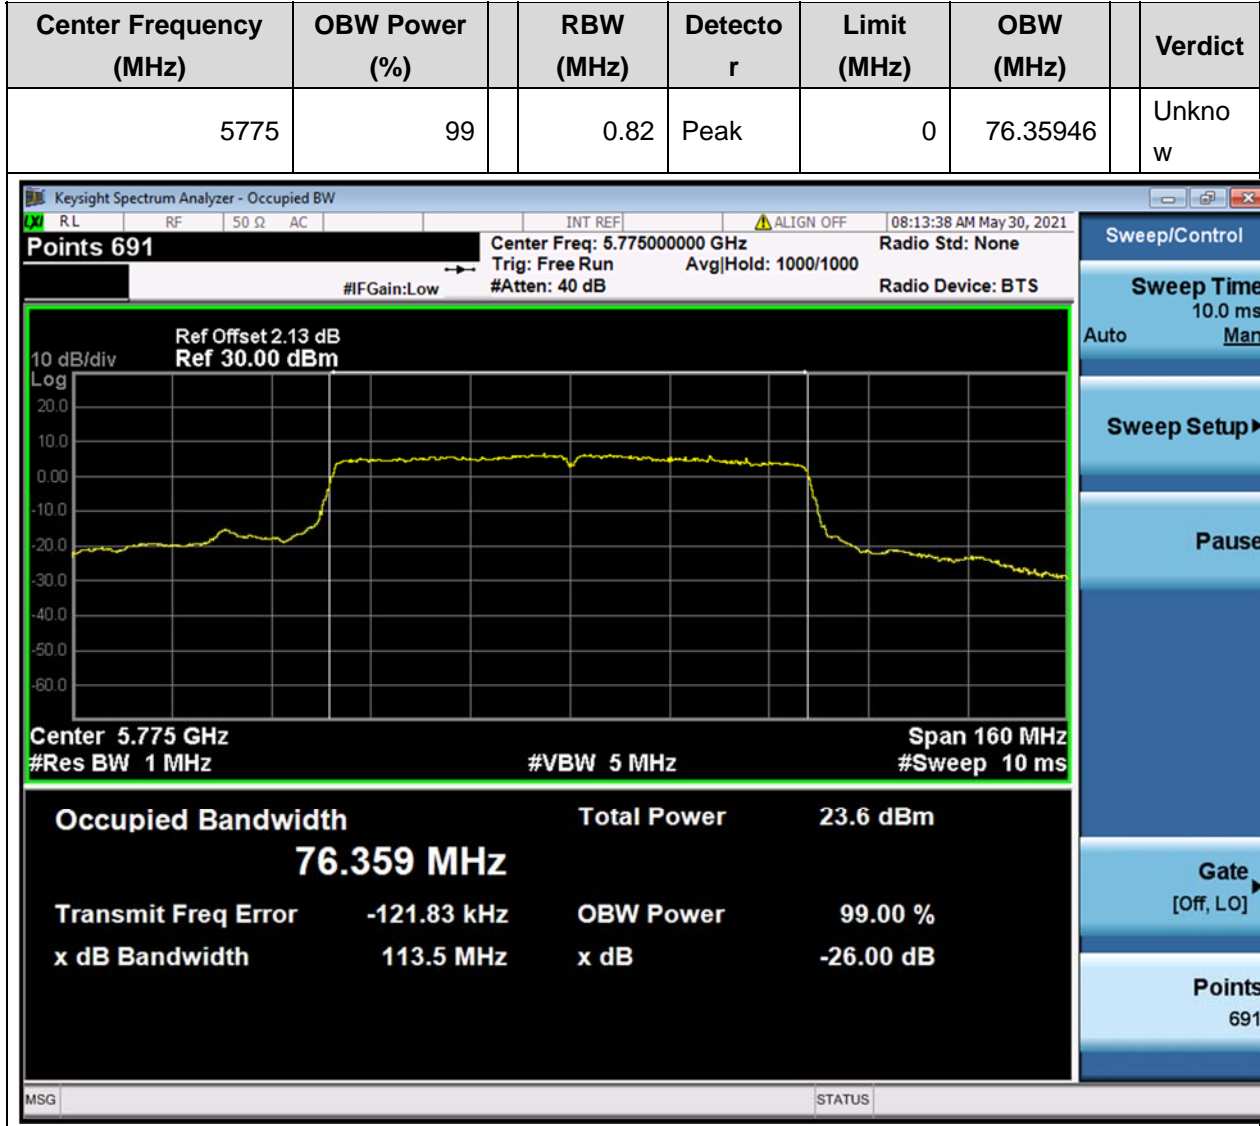 Center Frequency (MHz) OBW Power (%) RBW (MHz) Detecto r Limit (MHz) OBW (MHz) Verdict
5775 99 0.82 Peak 0 76.35946 Unkno w
Keysight Spectrum Analyzer - Occupied BW
LXI RL RF 50 Ω AC INT REF ALIGN OFF 08:13:38 AM May 30, 2021
Points 691
Center Freq: 5.775000000 GHz
Radio Std: None
Trig: Free Run
Avg|Hold: 1000/1000
#IFGain:Low
#Atten: 40 dB
Radio Device: BTS
Ref Offset 2.13 dB
10 dB/div Ref 30.00 dBm
Log
20.0
10.0
0.00
-10.0
-20.0
-30.0
-40.0
-50.0
-60.0
Center 5.775 GHz
Span 160 MHz
#Res BW 1 MHz
#VBW 5 MHz
#Sweep 10 ms
Occupied Bandwidth
Total Power 23.6 dBm
76.359 MHz
Transmit Freq Error -121.83 kHz
OBW Power 99.00 %
x dB Bandwidth 113.5 MHz
x dB -26.00 dB
MSG
STATUS
Sweep/Control
Sweep Time
10.0 ms
Auto Man
Sweep Setup
Pause
Gate
[Off, LO]
Points
691